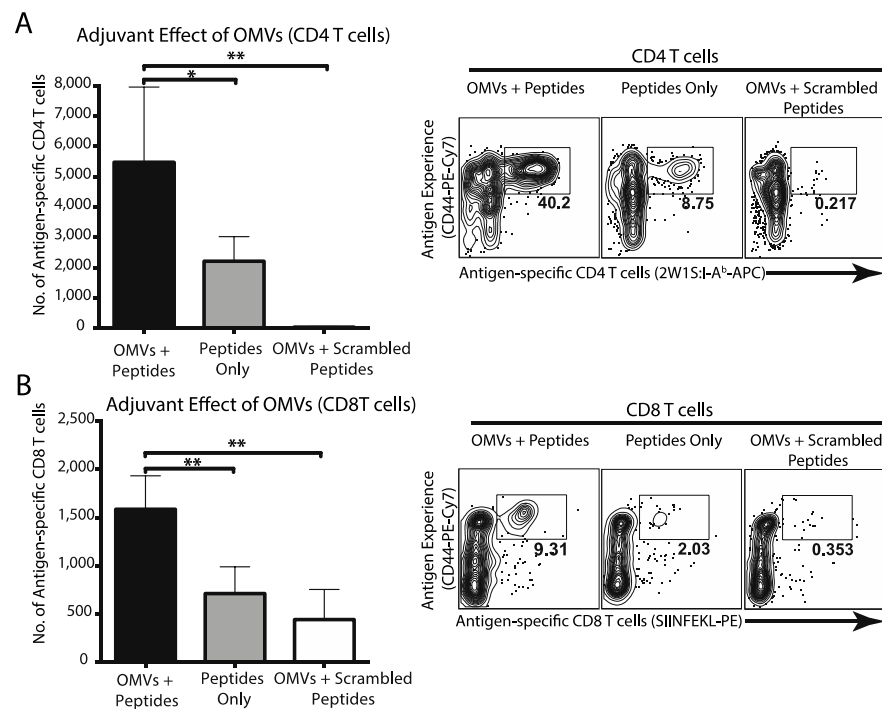 A
Adjuvant Effect of OMVs (CD4 T cells)
**
*
No. of Antigen-specific CD4 T cells
8,000
7,000
6,000
5,000
4,000
3,000
2,000
1,000
0
OMVs + Peptides
Peptides Only
OMVs + Scrambled Peptides
CD4 T cells
OMVs + Peptides
Peptides Only
OMVs + Scrambled Peptides
Antigen Experience
(CD44-PE-Cy7)
40.2
8.75
0.217
Antigen-specific CD4 T cells (2W1S:I-Aᵇ-APC)
B
Adjuvant Effect of OMVs (CD8T cells)
**
**
No. of Antigen-specific CD8 T cells
2,500
2,000
1,500
1,000
500
0
OMVs + Peptides
Peptides Only
OMVs + Scrambled Peptides
CD8 T cells
OMVs + Peptides
Peptides Only
OMVs + Scrambled Peptides
Antigen Experience
(CD44-PE-Cy7)
9.31
2.03
0.353
Antigen-specific CD8 T cells (SIINFEKL-PE)